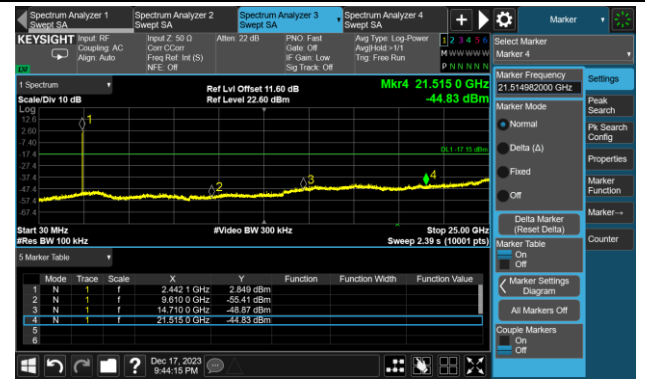 Spectrum Analyzer 1
Swept SA
Spectrum Analyzer 2
Swept SA
Spectrum Analyzer 3
Swept SA
Spectrum Analyzer 4
Swept SA
+
Marker
KEYSIGHT
Input: RF
Coupling: AC
Align: Auto
Input Z: 50 Ω
Corr CCorr
Freq Ref: Int (S)
NFE: Off
Atten: 22 dB
PNO: Fast
Gate: Off
IF Gain: Low
Sig Track: Off
Avg Type: Log-Power
Avg|Hold:>1/1
Trig: Free Run
1 2 3 4 5 6
M W W W W W
P N N N N N
Select Marker
Marker 4
1 Spectrum
Scale/Div 10 dB
Ref Lvl Offset 11.60 dB
Ref Level 22.60 dBm
Mkr4 21.515 0 GHz
-44.83 dBm
Log
12.6
2.60
-7.40
-17.4
-27.4
-37.4
-47.4
-57.4
-67.4
1
2
3
4
DL1 -17.15 dBm
Start 30 MHz
#Res BW 100 kHz
#Video BW 300 kHz
Stop 25.00 GHz
Sweep 2.39 s (10001 pts)
5 Marker Table
Mode Trace Scale X Y Function Function Width Function Value
1 N 1 f 2.442 1 GHz 2.849 dBm
2 N 1 f 9.610 0 GHz -55.41 dBm
3 N 1 f 14.710 0 GHz -48.87 dBm
4 N 1 f 21.515 0 GHz -44.83 dBm
5
6
Marker Frequency
21.514982000 GHz
Marker Mode
Normal
Delta (Δ)
Fixed
Off
Delta Marker
(Reset Delta)
Marker Table
On
Off
Marker Settings
Diagram
All Markers Off
Couple Markers
On
Off
Settings
Peak
Search
Pk Search
Config
Properties
Marker
Function
Marker→
Counter
?
Dec 17, 2023
9:44:15 PM